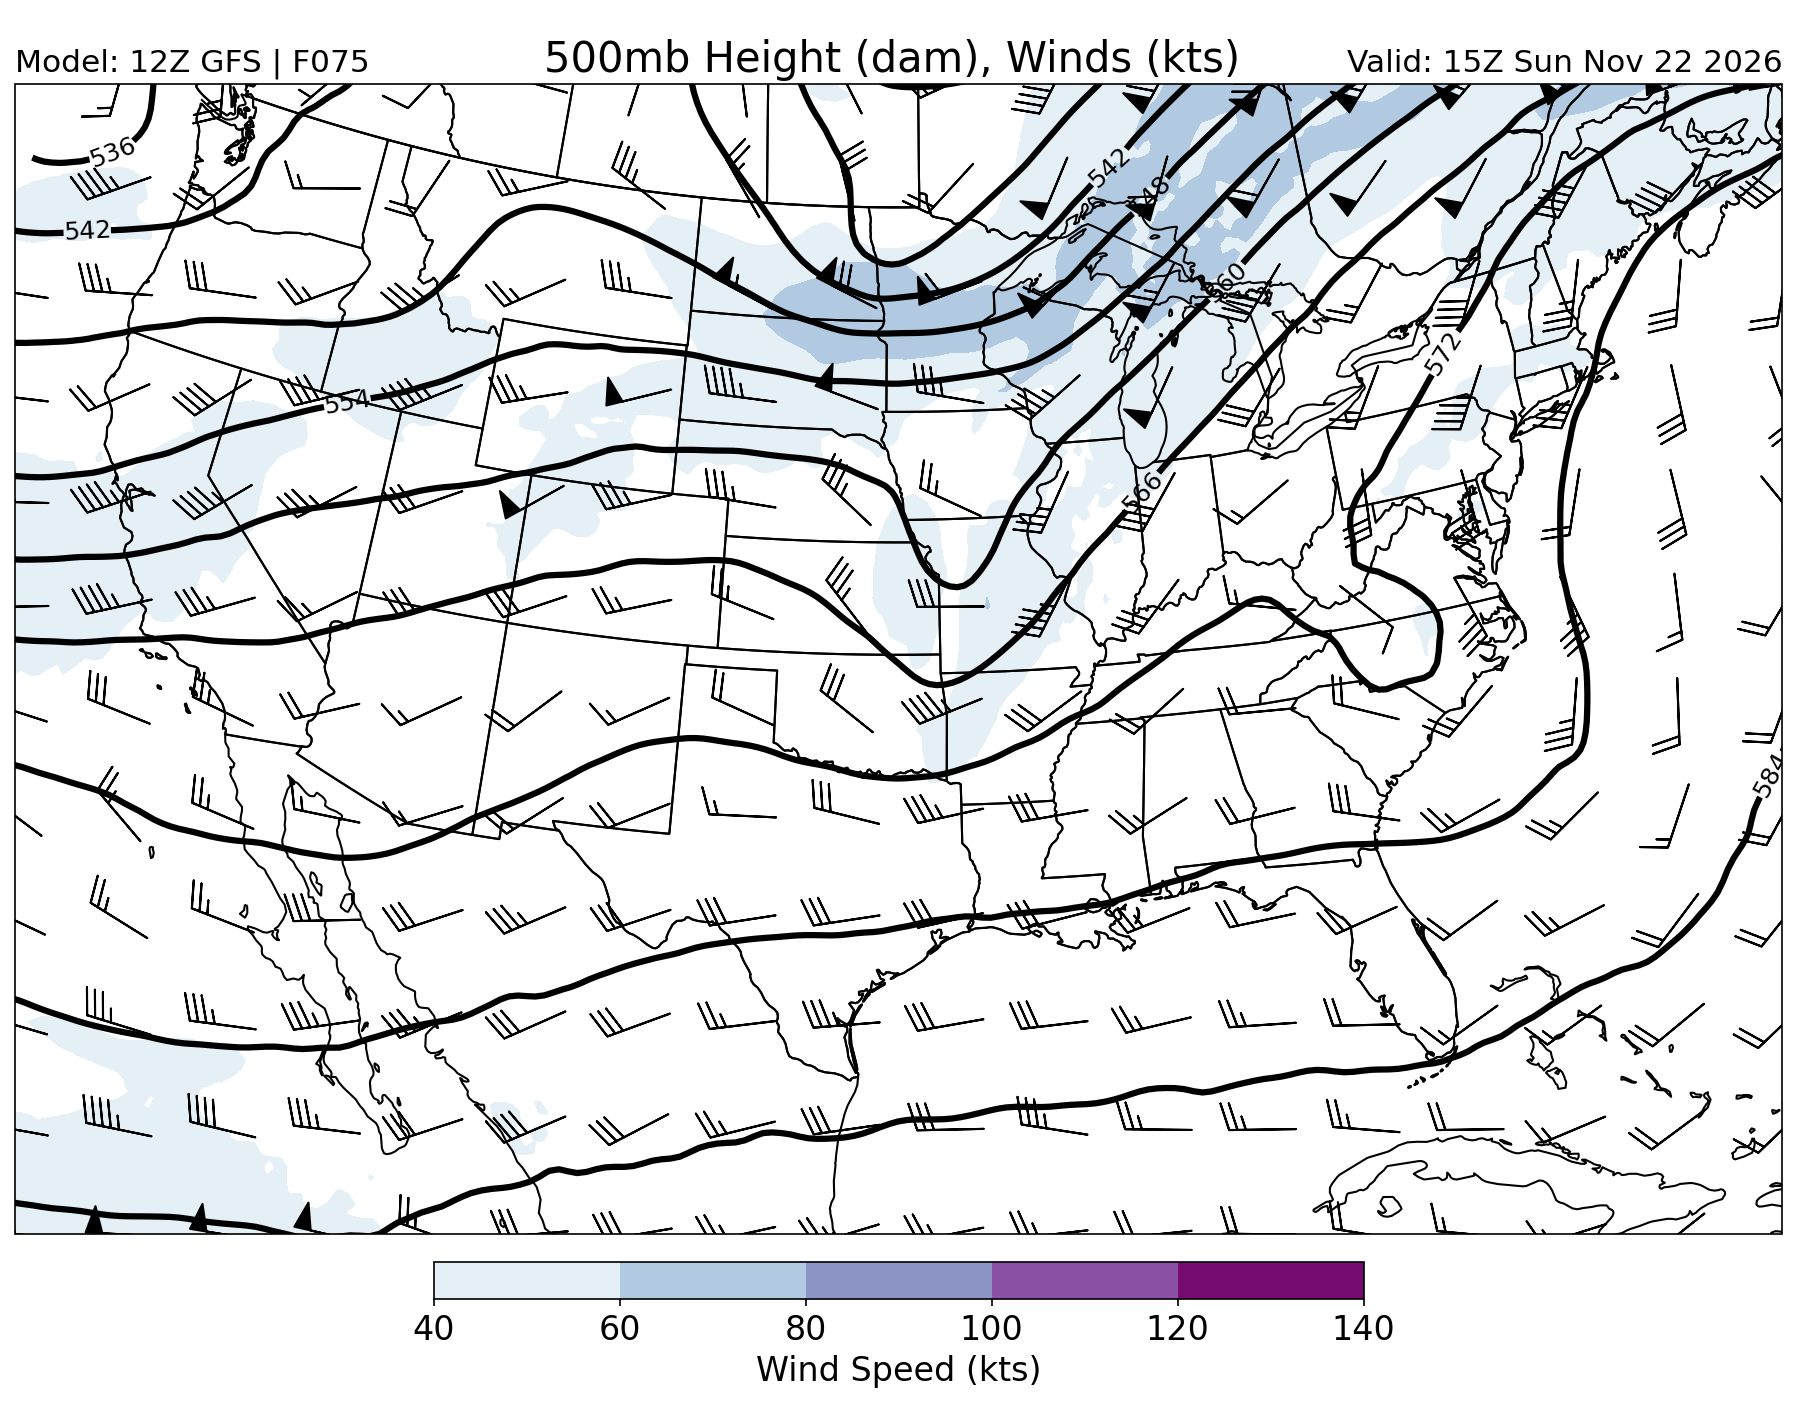 Model: 12Z GFS | F075
500mb Height (dam), Winds (kts)
Valid: 15Z Sun Nov 22 2026
536
542
542
548
560
554
572
566
584
40 60 80 100 120 140
Wind Speed (kts)